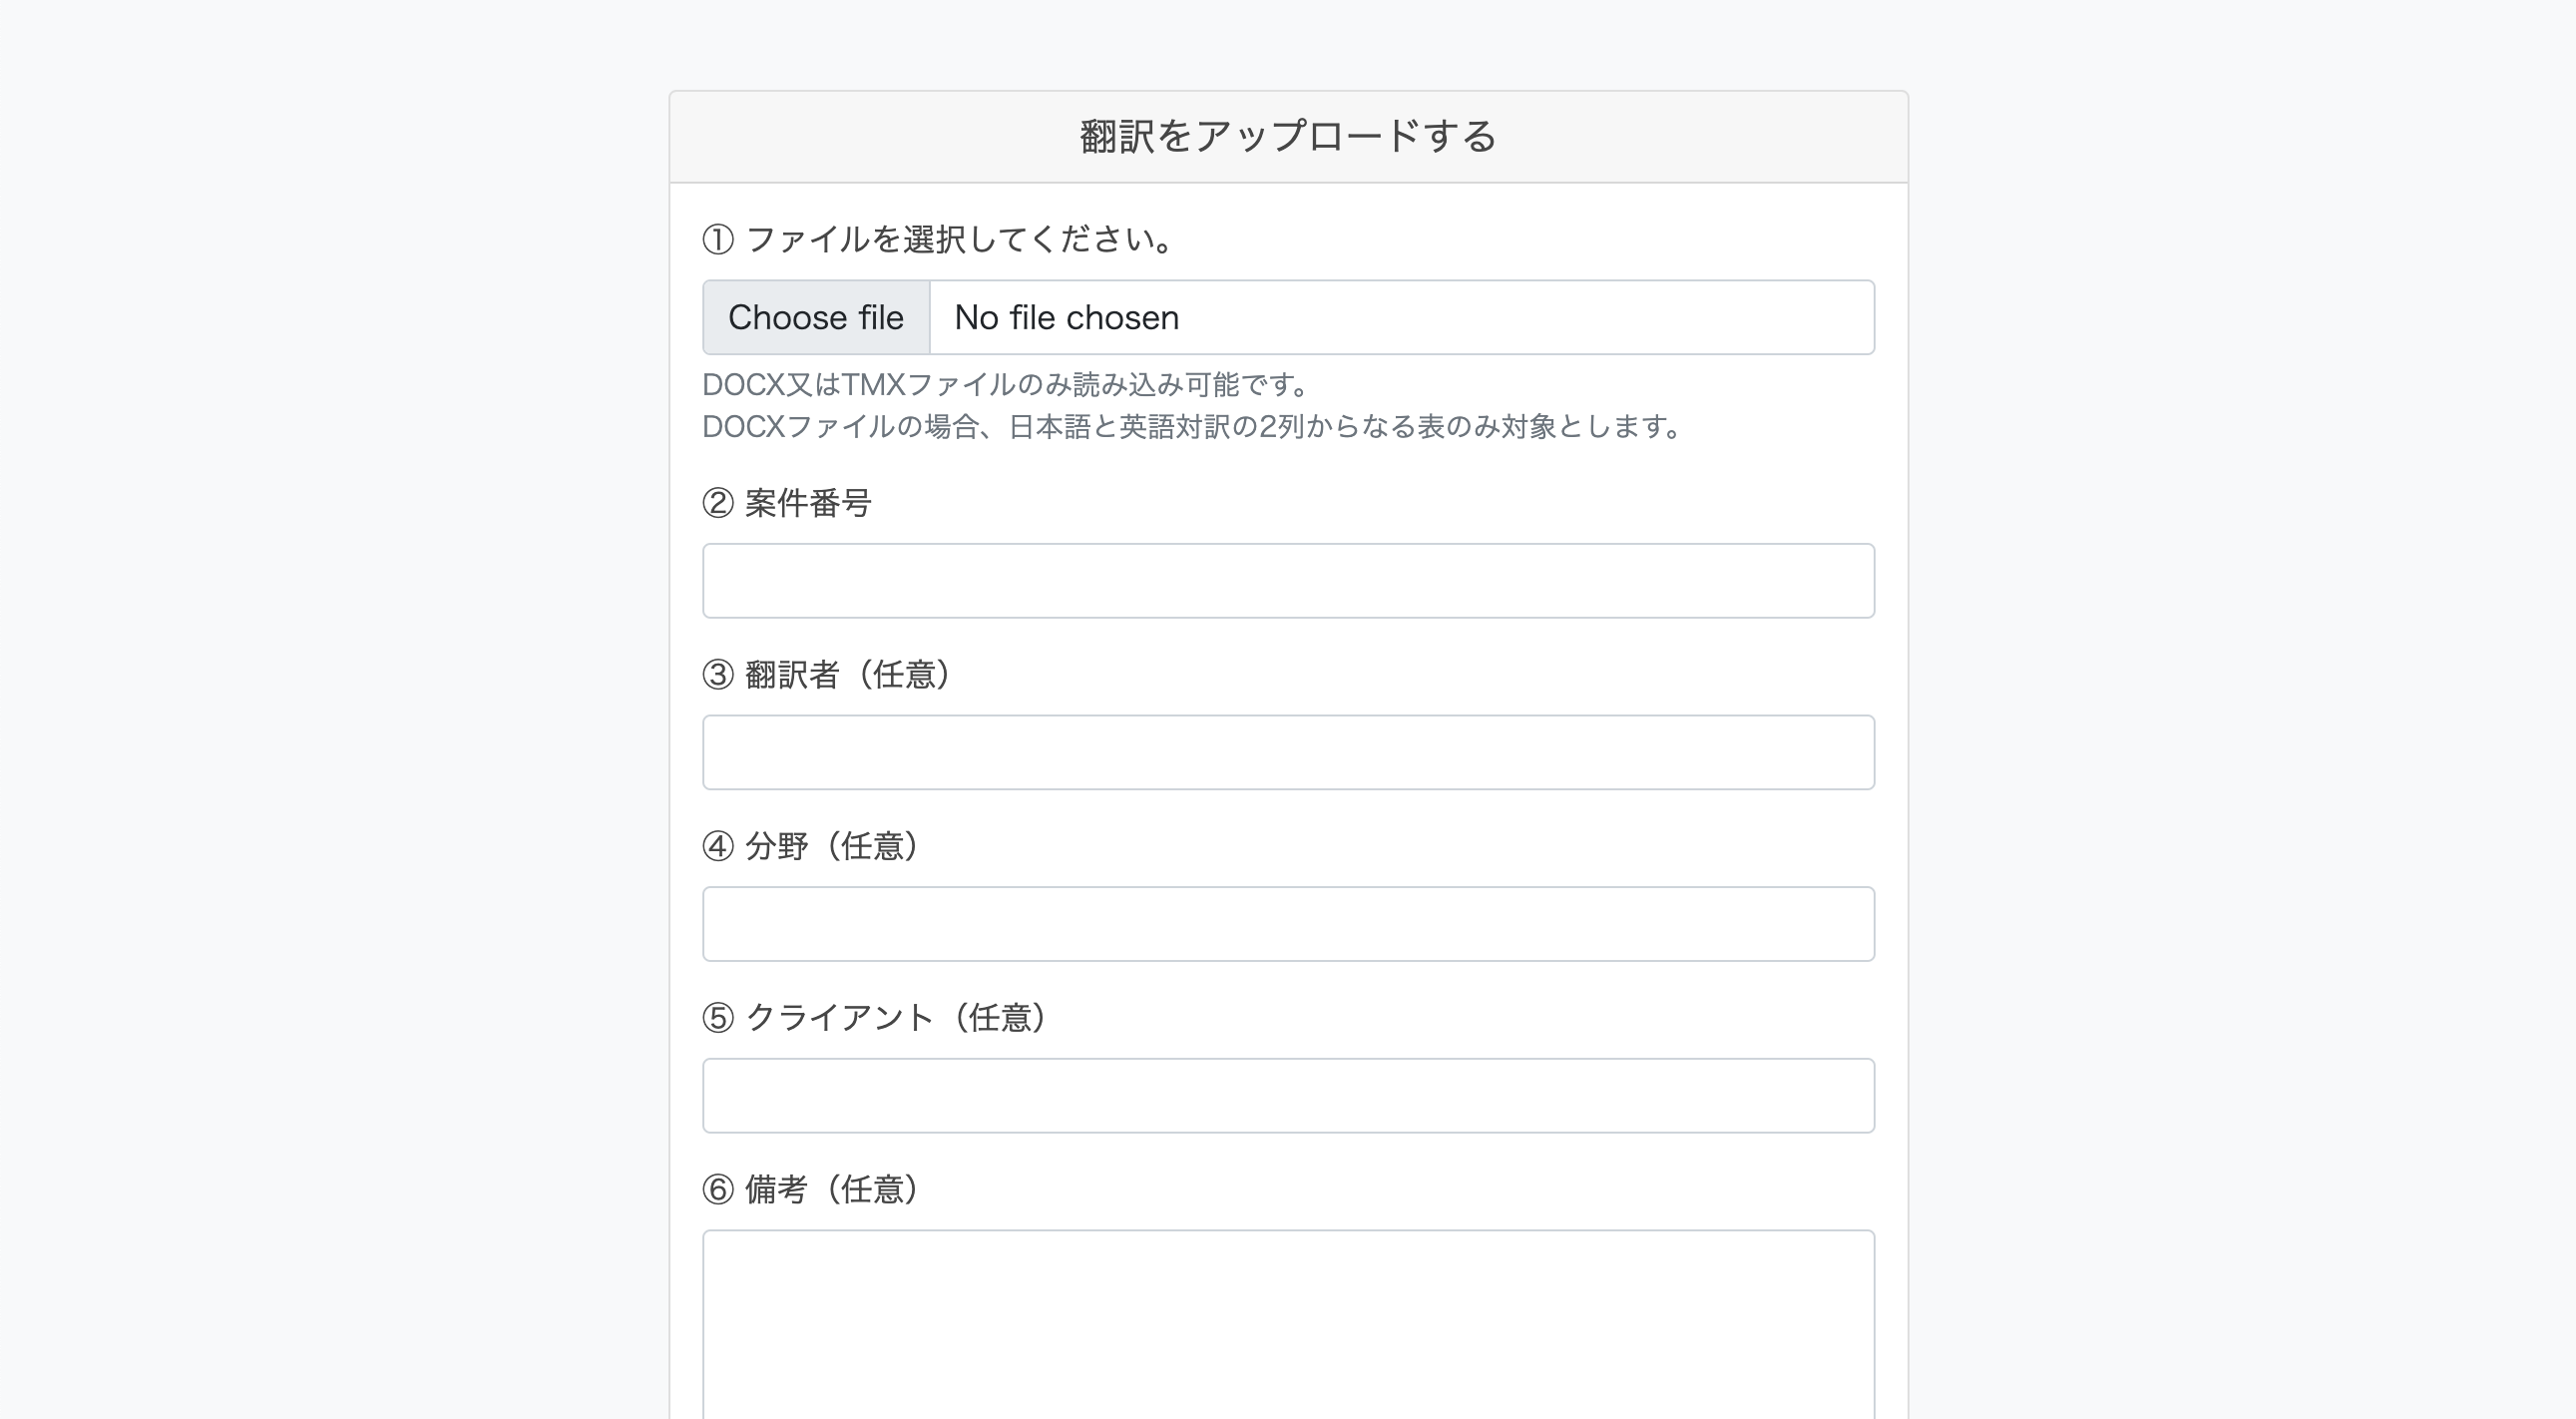 翻訳をアップロードする
① ファイルを選択してください。
Choose file No file chosen
DOCX又はTMXファイルのみ読み込み可能です。
DOCXファイルの場合、日本語と英語対訳の2列からなる表のみ対象とします。
② 案件番号
③ 翻訳者（任意）
④ 分野（任意）
⑤ クライアント（任意）
⑥ 備考（任意）